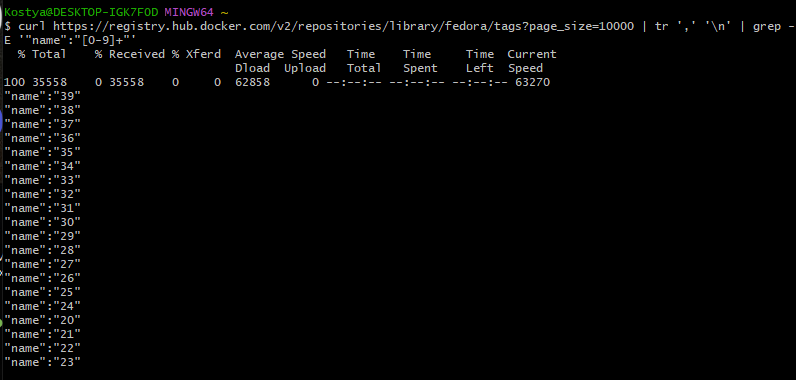 Kostya@DESKTOP-IGK7FOD MINGW64 ~
$ curl https://registry.hub.docker.com/v2/repositories/library/fedora/tags?page_size=10000 | tr ',' '\n' | grep -
E '"name":"[0-9]+"'
  % Total    % Received % Xferd  Average Speed   Time    Time     Time  Current
                                 Dload  Upload   Total   Spent    Left  Speed
100 35558    0 35558    0     0  62858      0 --:--:-- --:--:-- --:--:-- 63270
"name":"39"
"name":"38"
"name":"37"
"name":"36"
"name":"35"
"name":"34"
"name":"33"
"name":"32"
"name":"31"
"name":"30"
"name":"29"
"name":"28"
"name":"27"
"name":"26"
"name":"25"
"name":"24"
"name":"20"
"name":"21"
"name":"22"
"name":"23"